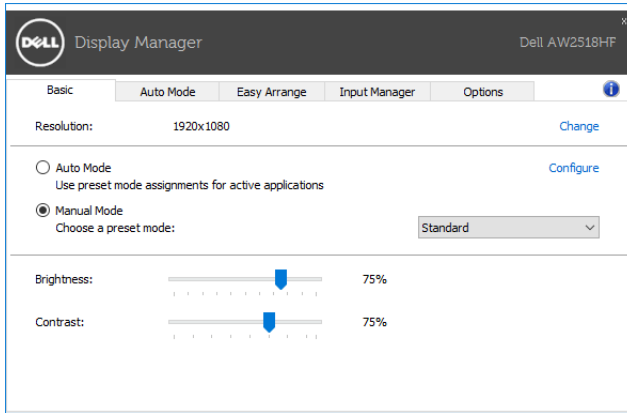 x
DELL Display Manager Dell AW2518HF
Basic Auto Mode Easy Arrange Input Manager Options i
Resolution: 1920x1080 Change
Auto Mode Configure
Use preset mode assignments for active applications
Manual Mode
Choose a preset mode: Standard
Brightness: 75%
Contrast: 75%